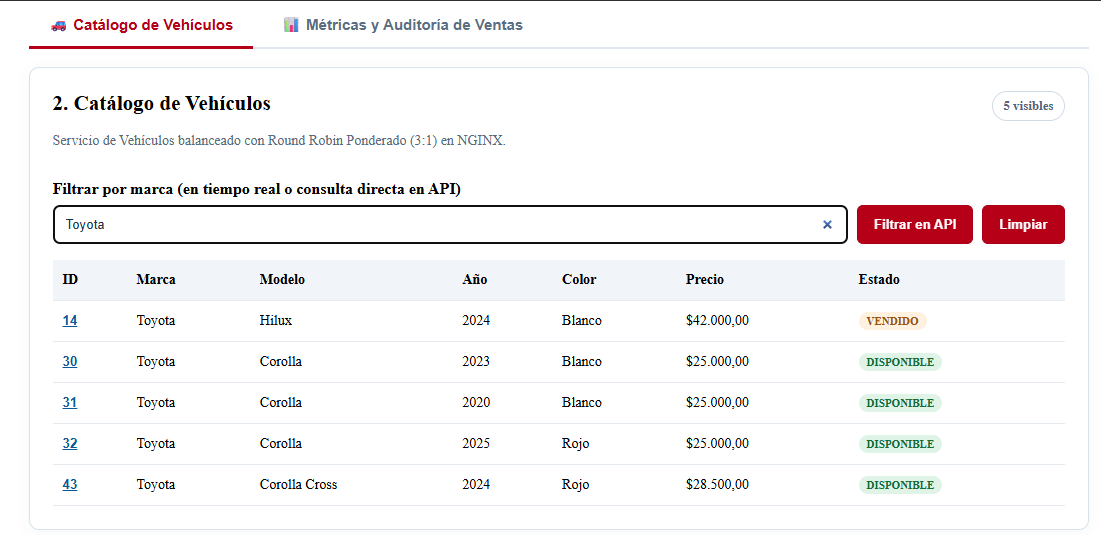 Catálogo de Vehículos Métricas y Auditoría de Ventas
2. Catálogo de Vehículos 5 visibles
Servicio de Vehículos balanceado con Round Robin Ponderado (3:1) en NGINX.
Filtrar por marca (en tiempo real o consulta directa en API)
Toyota × Filtrar en API Limpiar
ID Marca Modelo Año Color Precio Estado
14 Toyota Hilux 2024 Blanco $42.000,00 VENDIDO
30 Toyota Corolla 2023 Blanco $25.000,00 DISPONIBLE
31 Toyota Corolla 2020 Blanco $25.000,00 DISPONIBLE
32 Toyota Corolla 2025 Rojo $25.000,00 DISPONIBLE
43 Toyota Corolla Cross 2024 Rojo $28.500,00 DISPONIBLE